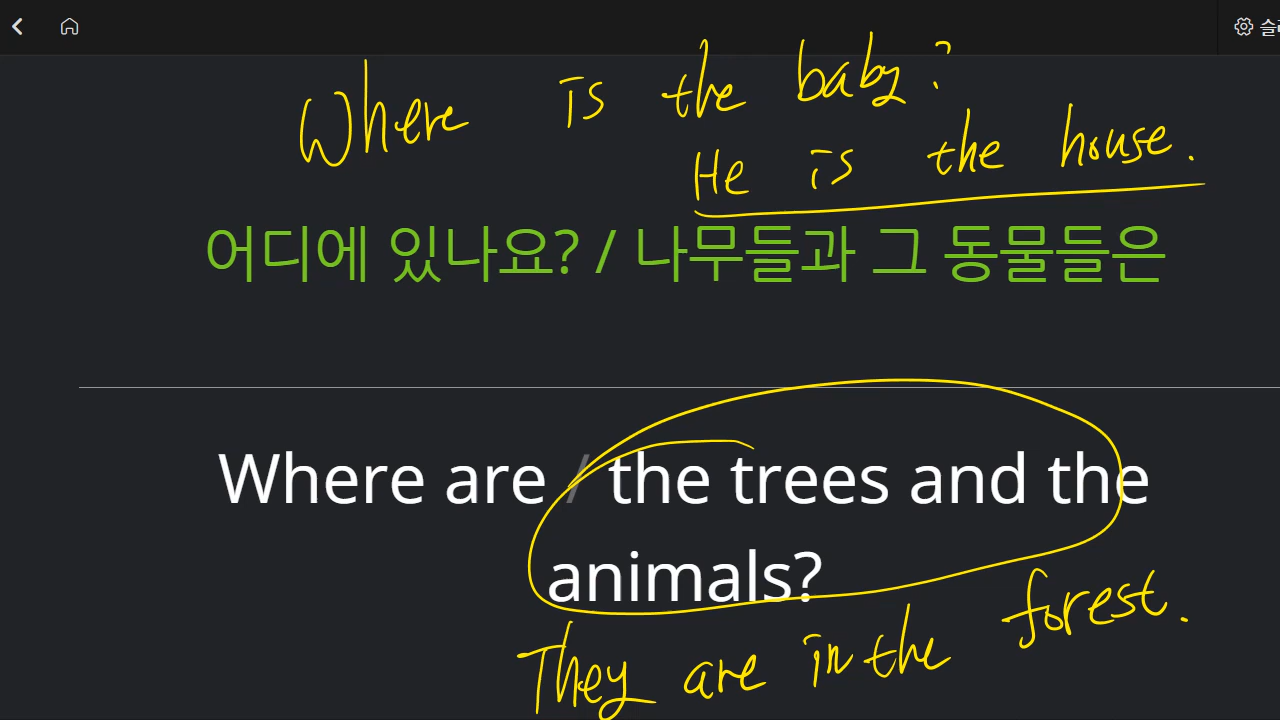 슬
Where is the baby?
He is the house.
어디에 있나요? / 나무들과 그 동물들은
Where are / the trees and the
animals?
They are in the forest.